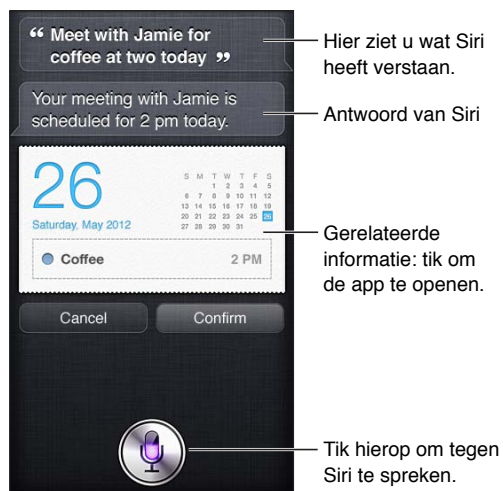 “ Meet with Jamie for
coffee at two today ”
Hier ziet u wat Siri
heeft verstaan.
Your meeting with Jamie is
scheduled for 2 pm today.
Antwoord van Siri
26
Saturday, May 2012
S M T W T F S
1 2 3 4 5
6 7 8 9 10 11 12
13 14 15 16 17 18 19
20 21 22 23 24 25 26
27 28 29 30 31
Coffee 2 PM
Gerelateerde
informatie: tik om
de app te openen.
Cancel Confirm
Tik hierop om tegen
Siri te spreken.